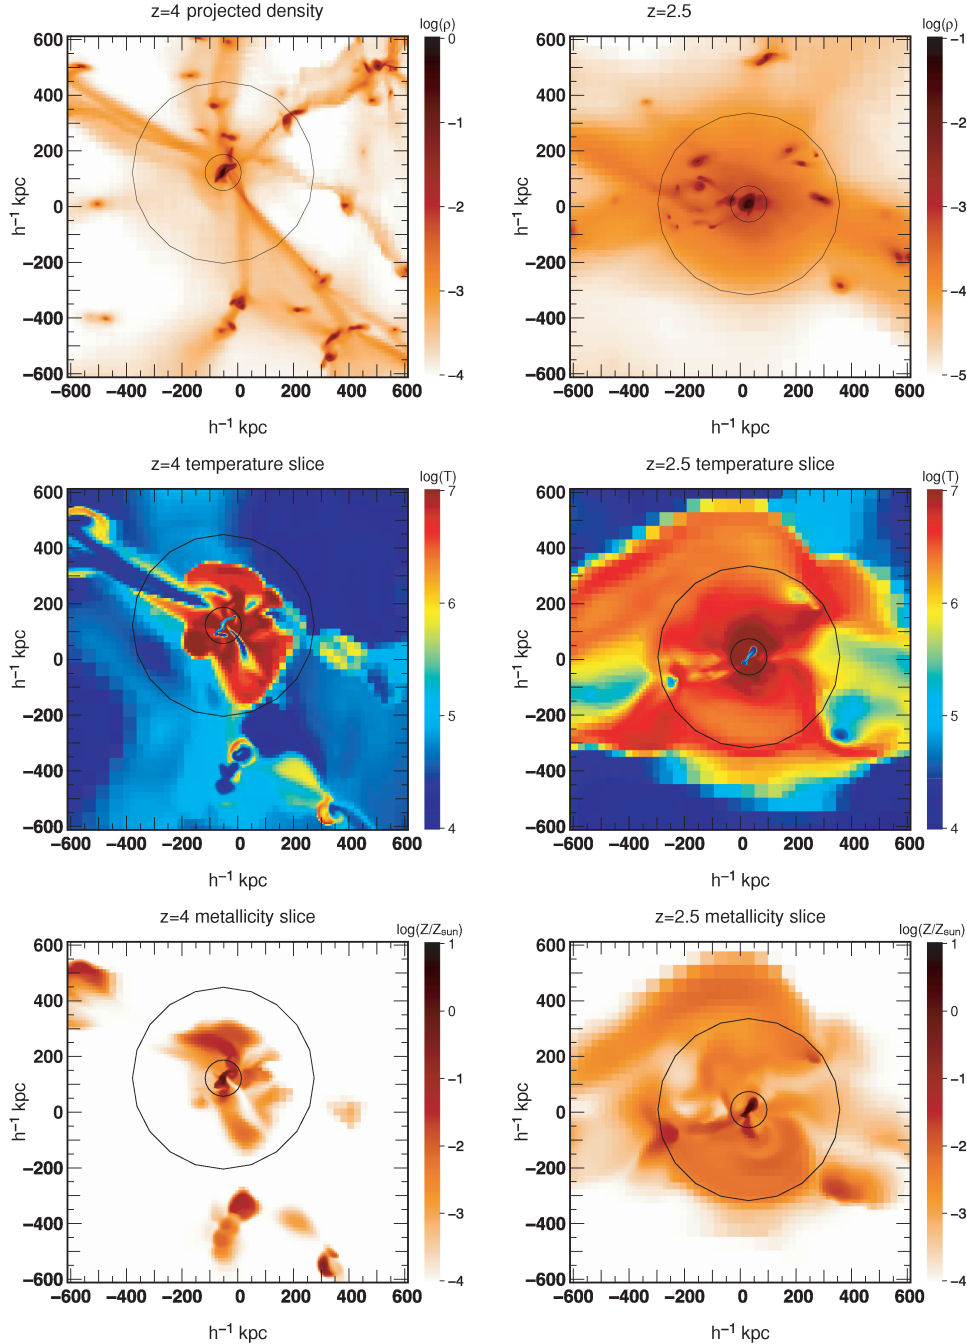 z=4 projected density
log(ρ)
600
400
200
0
−200
−400
−600
h⁻¹ kpc
−600 −400 −200 0 200 400 600
h⁻¹ kpc
0
−1
−2
−3
−4
z=2.5
log(ρ)
600
400
200
0
−200
−400
−600
h⁻¹ kpc
−600 −400 −200 0 200 400 600
h⁻¹ kpc
−1
−2
−3
−4
−5
z=4 temperature slice
log(T)
600
400
200
0
−200
−400
−600
h⁻¹ kpc
−600 −400 −200 0 200 400 600
h⁻¹ kpc
7
6
5
4
z=2.5 temperature slice
log(T)
600
400
200
0
−200
−400
−600
h⁻¹ kpc
−600 −400 −200 0 200 400 600
h⁻¹ kpc
7
6
5
4
z=4 metallicity slice
log(Z/Zsun)
600
400
200
0
−200
−400
−600
h⁻¹ kpc
−600 −400 −200 0 200 400 600
h⁻¹ kpc
1
0
−1
−2
−3
−4
z=2.5 metallicity slice
log(Z/Zsun)
600
400
200
0
−200
−400
−600
h⁻¹ kpc
−600 −400 −200 0 200 400 600
h⁻¹ kpc
1
0
−1
−2
−3
−4